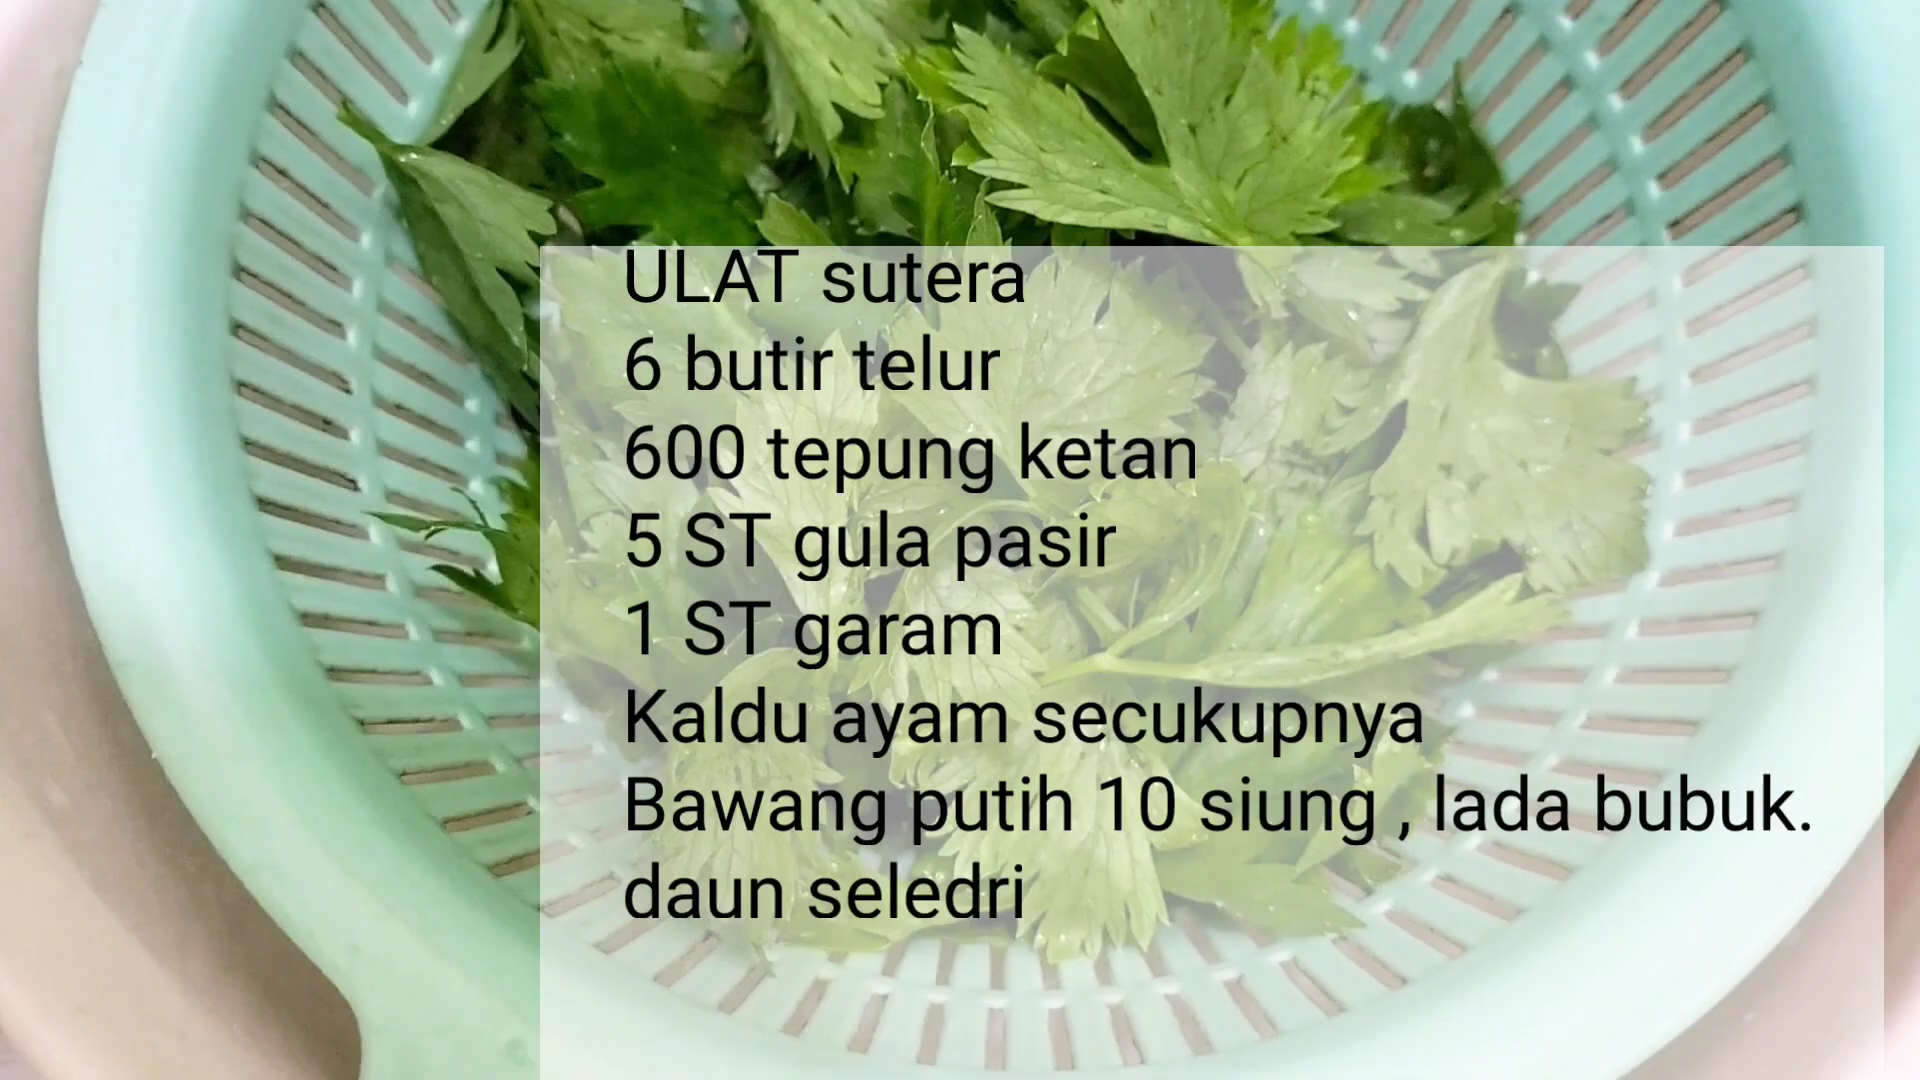 ULAT sutera
6 butir telur
600 tepung ketan
5 ST gula pasir
1 ST garam
Kaldu ayam secukupnya
Bawang putih 10 siung , lada bubuk.
daun seledri